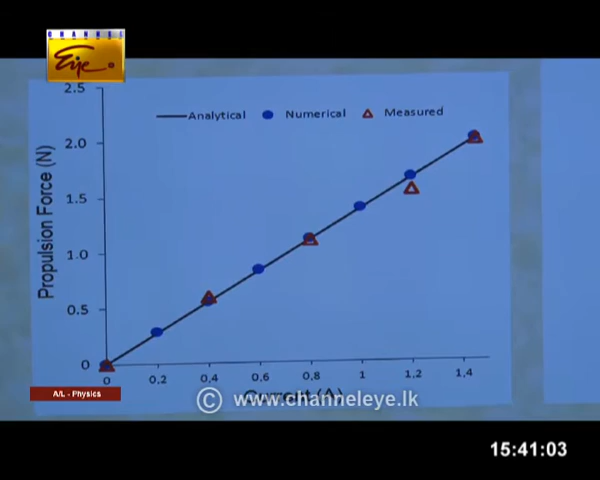 CHANNEL
Eye
2.5
Analytical Numerical Measured
2.0
1.5
1.0
0.5
0
Propulsion Force (N)
0 0,2 0,4 0,6 0,8 1 1,2 1,4
Current (A)
A/L - Physics
© www.channeleye.lk
15:41:03